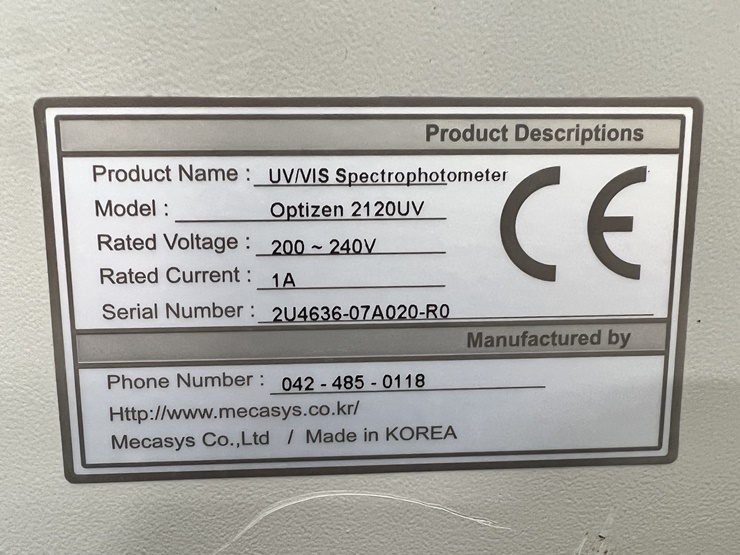 Product Descriptions
Product Name : UV/VIS Spectrophotometer
Model : Optizen 2120UV
Rated Voltage : 200 ~ 240V
Rated Current : 1A
Serial Number : 2U4636-07A020-R0
CE
Manufactured by
Phone Number : 042 - 485 - 0118
Http://www.mecasys.co.kr/
Mecasys Co.,Ltd / Made in KOREA